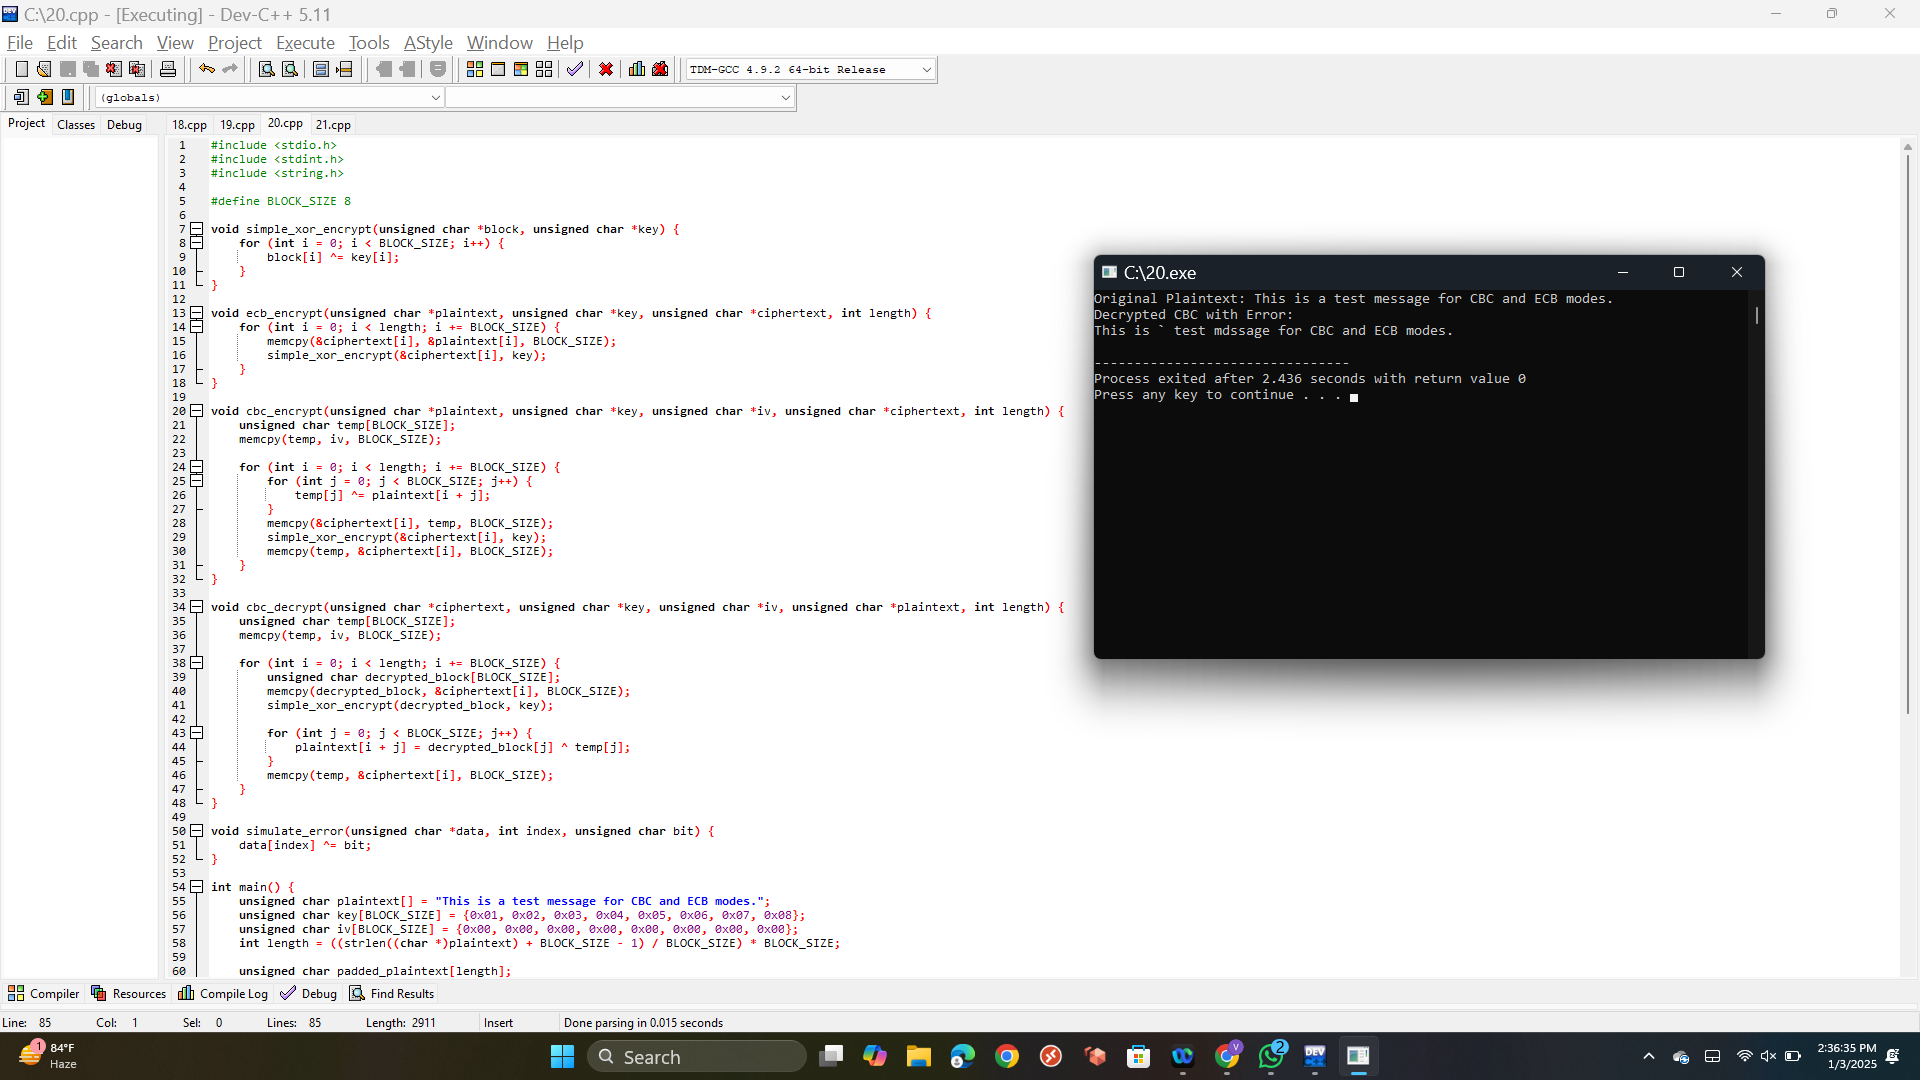 C:\20.cpp - [Executing] - Dev-C++ 5.11
File Edit Search View Project Execute Tools AStyle Window Help
TDM-GCC 4.9.2 64-bit Release
(globals)
Project Classes Debug
18.cpp 19.cpp 20.cpp 21.cpp
1 #include <stdio.h>
2 #include <stdint.h>
3 #include <string.h>
4
5 #define BLOCK_SIZE 8
6
7 void simple_xor_encrypt(unsigned char *block, unsigned char *key) {
8 for (int i = 0; i < BLOCK_SIZE; i++) {
9 block[i] ^= key[i];
10 }
11 }
12
13 void ecb_encrypt(unsigned char *plaintext, unsigned char *key, unsigned char *ciphertext, int length) {
14 for (int i = 0; i < length; i += BLOCK_SIZE) {
15 memcpy(&ciphertext[i], &plaintext[i], BLOCK_SIZE);
16 simple_xor_encrypt(&ciphertext[i], key);
17 }
18 }
19
20 void cbc_encrypt(unsigned char *plaintext, unsigned char *key, unsigned char *iv, unsigned char *ciphertext, int length) {
21 unsigned char temp[BLOCK_SIZE];
22 memcpy(temp, iv, BLOCK_SIZE);
23
24 for (int i = 0; i < length; i += BLOCK_SIZE) {
25 for (int j = 0; j < BLOCK_SIZE; j++) {
26 temp[j] ^= plaintext[i + j];
27 }
28 memcpy(&ciphertext[i], temp, BLOCK_SIZE);
29 simple_xor_encrypt(&ciphertext[i], key);
30 memcpy(temp, &ciphertext[i], BLOCK_SIZE);
31 }
32 }
33
34 void cbc_decrypt(unsigned char *ciphertext, unsigned char *key, unsigned char *iv, unsigned char *plaintext, int length) {
35 unsigned char temp[BLOCK_SIZE];
36 memcpy(temp, iv, BLOCK_SIZE);
37
38 for (int i = 0; i < length; i += BLOCK_SIZE) {
39 unsigned char decrypted_block[BLOCK_SIZE];
40 memcpy(decrypted_block, &ciphertext[i], BLOCK_SIZE);
41 simple_xor_encrypt(decrypted_block, key);
42
43 for (int j = 0; j < BLOCK_SIZE; j++) {
44 plaintext[i + j] = decrypted_block[j] ^ temp[j];
45 }
46 memcpy(temp, &ciphertext[i], BLOCK_SIZE);
47 }
48 }
49
50 void simulate_error(unsigned char *data, int index, unsigned char bit) {
51 data[index] ^= bit;
52 }
53
54 int main() {
55 unsigned char plaintext[] = "This is a test message for CBC and ECB modes.";
56 unsigned char key[BLOCK_SIZE] = {0x01, 0x02, 0x03, 0x04, 0x05, 0x06, 0x07, 0x08};
57 unsigned char iv[BLOCK_SIZE] = {0x00, 0x00, 0x00, 0x00, 0x00, 0x00, 0x00, 0x00};
58 int length = ((strlen((char *)plaintext) + BLOCK_SIZE - 1) / BLOCK_SIZE) * BLOCK_SIZE;
59
60 unsigned char padded_plaintext[length];
C:\20.exe
Original Plaintext: This is a test message for CBC and ECB modes.
Decrypted CBC with Error:
This is ` test mdssage for CBC and ECB modes.
--------------------------------
Process exited after 2.436 seconds with return value 0
Press any key to continue . . .
Compiler Resources Compile Log Debug Find Results
Line: 85 Col: 1 Sel: 0 Lines: 85 Length: 2911 Insert Done parsing in 0.015 seconds
1
84°F
Haze
Search
DEV
V
2
2:36:35 PM
1/3/2025